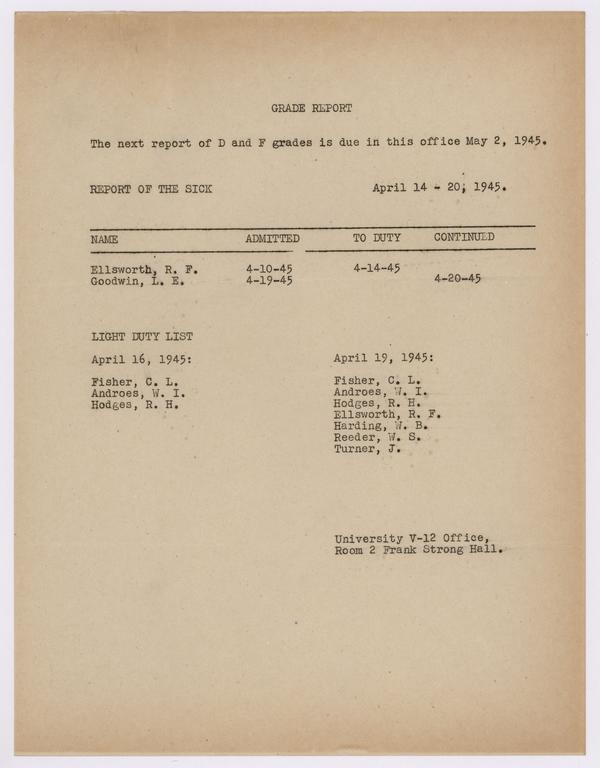 GRADE REPORT
The next report of D and F grades is due in this office May 2, 1945.
REPORT OF THE SICK April 14 - 20, 1945.
NAME ADMITTED TO DUTY CONTINUED
Ellsworth, R. F. 4-10-45 4-14-45
Goodwin, L. E. 4-19-45 4-20-45
LIGHT DUTY LIST
April 16, 1945:
Fisher, C. L.
Androes, W. I.
Hodges, R. H.
April 19, 1945:
Fisher, C. L.
Androes, W. I.
Hodges, R. H.
Ellsworth, R. F.
Harding, W. B.
Reeder, W. S.
Turner, J.
University V-12 Office,
Room 2 Frank Strong Hall.